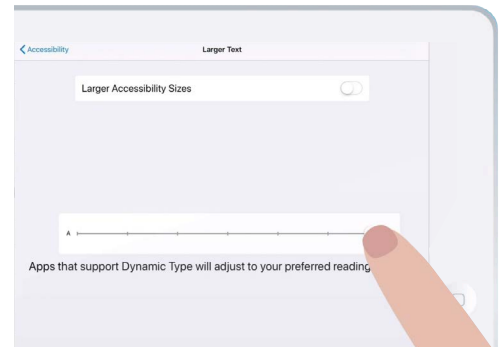 Accessibility
Larger Text
Larger Accessibility Sizes
A
Apps that support Dynamic Type will adjust to your preferred reading